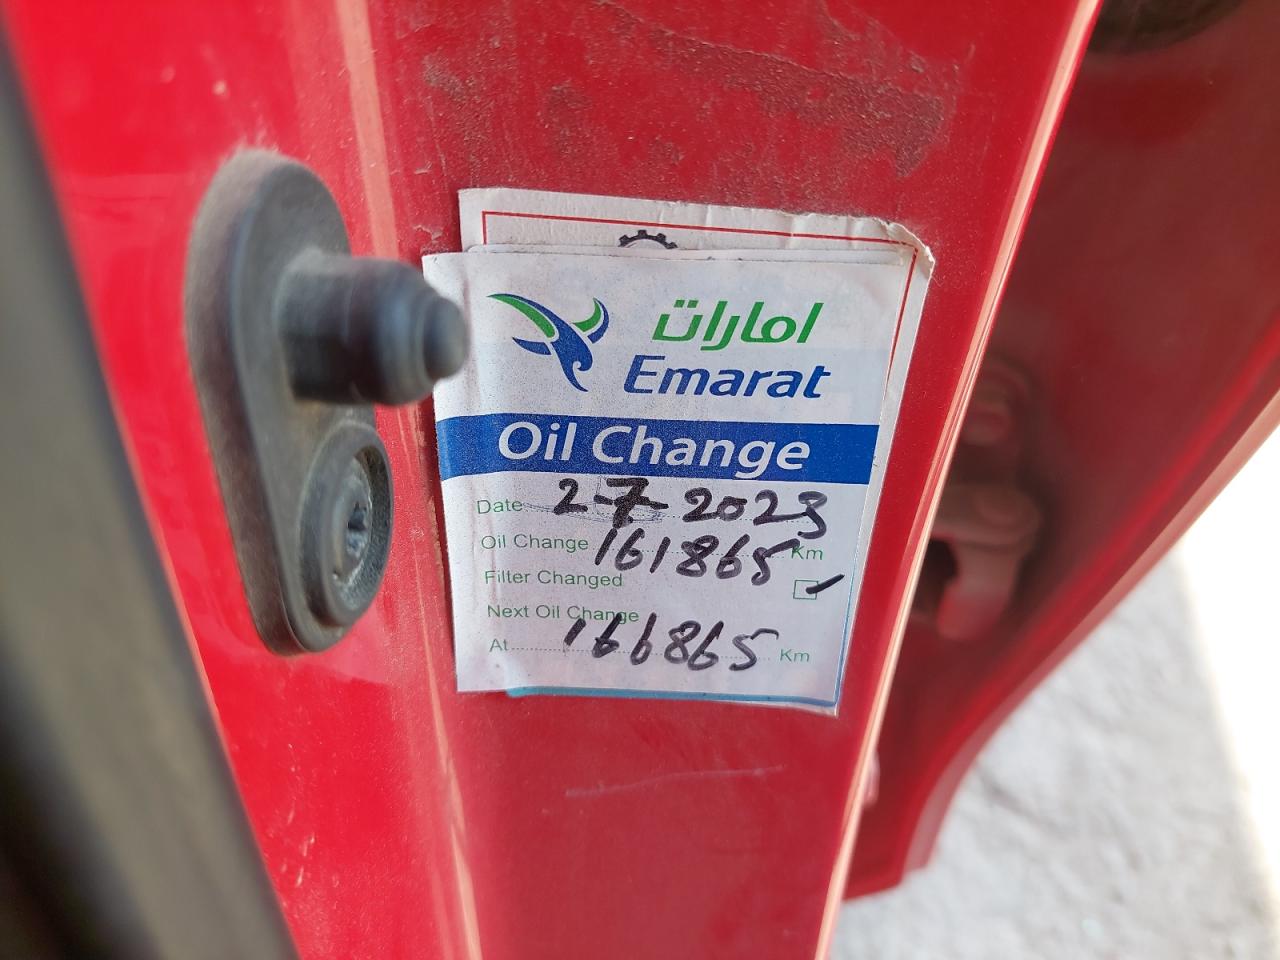 امارات
Emarat
Oil Change
Date 2-7-2023
Oil Change 161865 Km
Filter Changed
Next Oil Change
At 166865 Km